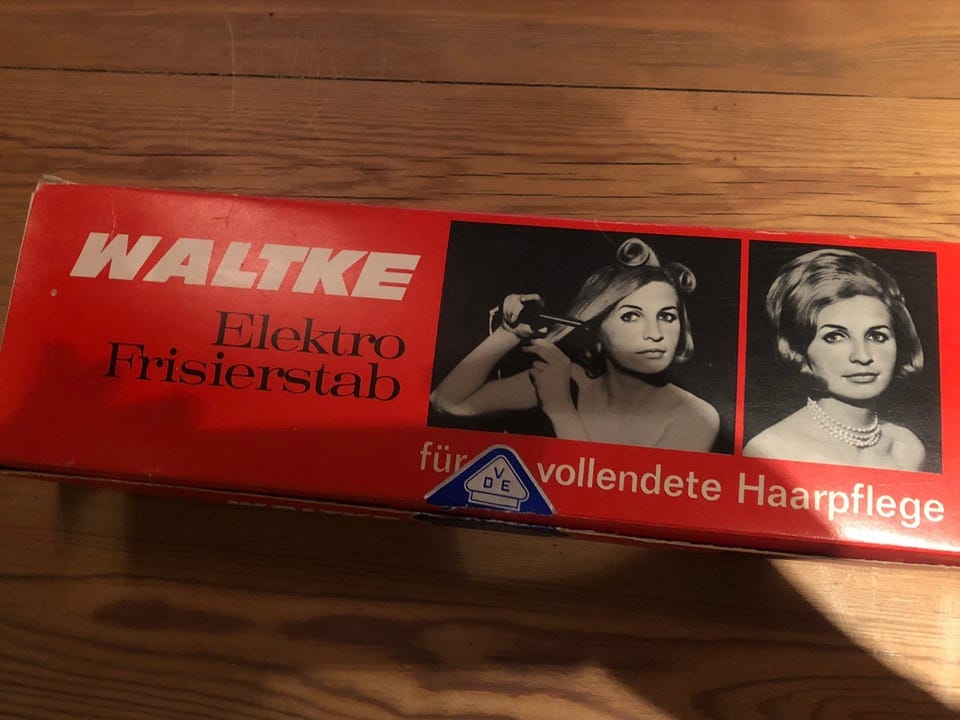 WALTKE
Elektro
Frisierstab
für vollendete Haarpflege
VDE